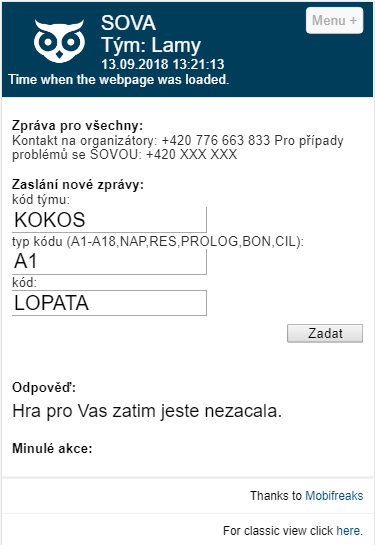 SOVA
Menu +
Tým: Lamy
13.09.2018 13:21:13
Time when the webpage was loaded.
Zpráva pro všechny:
Kontakt na organizátory: +420 776 663 833 Pro případy
problémů se SOVOU: +420 XXX XXX
Zaslání nové zprávy:
kód týmu:
KOKOS
typ kódu (A1-A18,NAP,RES,PROLOG,BON,CIL):
A1
kód:
LOPATA
Zadat
Odpověď:
Hra pro Vas zatim jeste nezacala.
Minulé akce:
Thanks to Mobifreaks
For classic view click here.